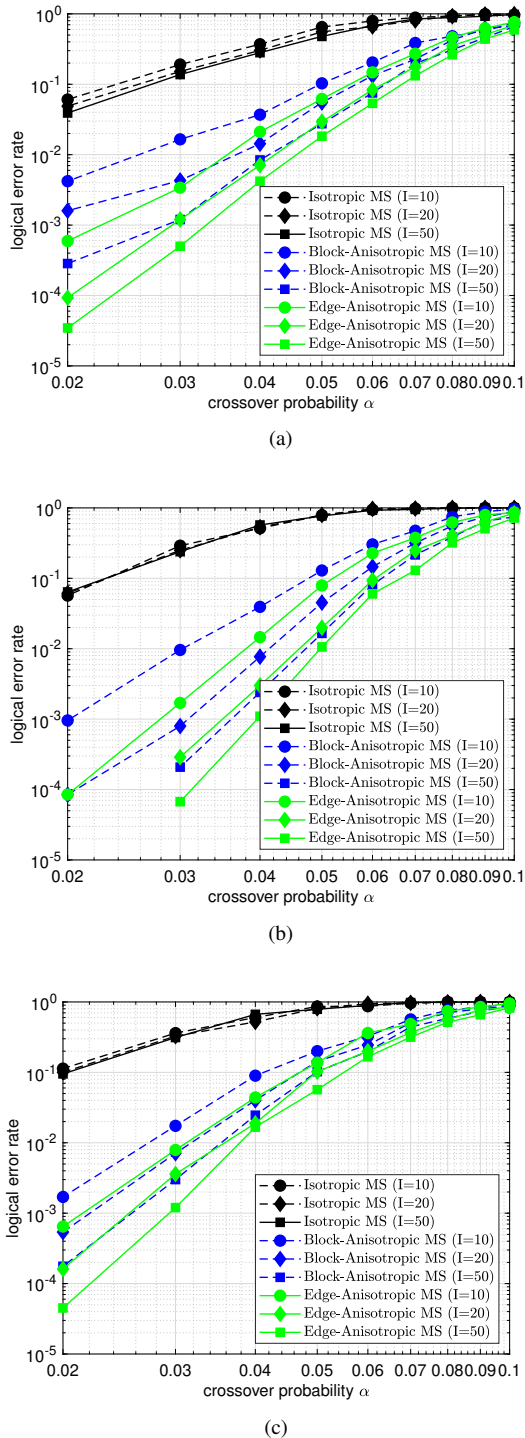 10^0
10^-1
10^-2
10^-3
10^-4
10^-5
logical error rate
Isotropic MS (I=10)
Isotropic MS (I=20)
Isotropic MS (I=50)
Block-Anisotropic MS (I=10)
Block-Anisotropic MS (I=20)
Block-Anisotropic MS (I=50)
Edge-Anisotropic MS (I=10)
Edge-Anisotropic MS (I=20)
Edge-Anisotropic MS (I=50)
0.02 0.03 0.04 0.05 0.06 0.07 0.08 0.09 0.1
crossover probability α
(a)
10^0
10^-1
10^-2
10^-3
10^-4
10^-5
logical error rate
Isotropic MS (I=10)
Isotropic MS (I=20)
Isotropic MS (I=50)
Block-Anisotropic MS (I=10)
Block-Anisotropic MS (I=20)
Block-Anisotropic MS (I=50)
Edge-Anisotropic MS (I=10)
Edge-Anisotropic MS (I=20)
Edge-Anisotropic MS (I=50)
0.02 0.03 0.04 0.05 0.06 0.07 0.08 0.09 0.1
crossover probability α
(b)
10^0
10^-1
10^-2
10^-3
10^-4
10^-5
logical error rate
Isotropic MS (I=10)
Isotropic MS (I=20)
Isotropic MS (I=50)
Block-Anisotropic MS (I=10)
Block-Anisotropic MS (I=20)
Block-Anisotropic MS (I=50)
Edge-Anisotropic MS (I=10)
Edge-Anisotropic MS (I=20)
Edge-Anisotropic MS (I=50)
0.02 0.03 0.04 0.05 0.06 0.07 0.08 0.09 0.1
crossover probability α
(c)